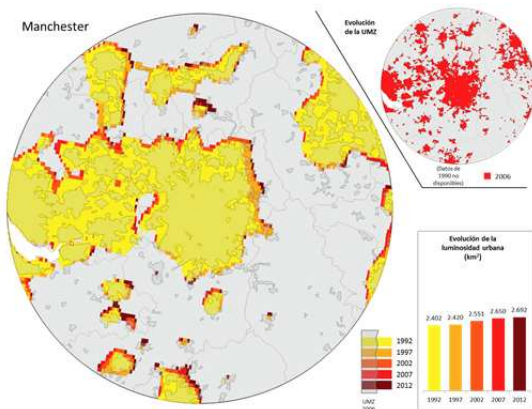 Manchester
Evolución
de la UMZ
(Datos de
1990 no
disponibles)
2006
Evolución de la
luminosidad urbana
(km²)
2.402 2.420 2.551 2.650 2.692
1992 1997 2002 2007 2012
1992
1997
2002
2007
2012
UMZ
2006